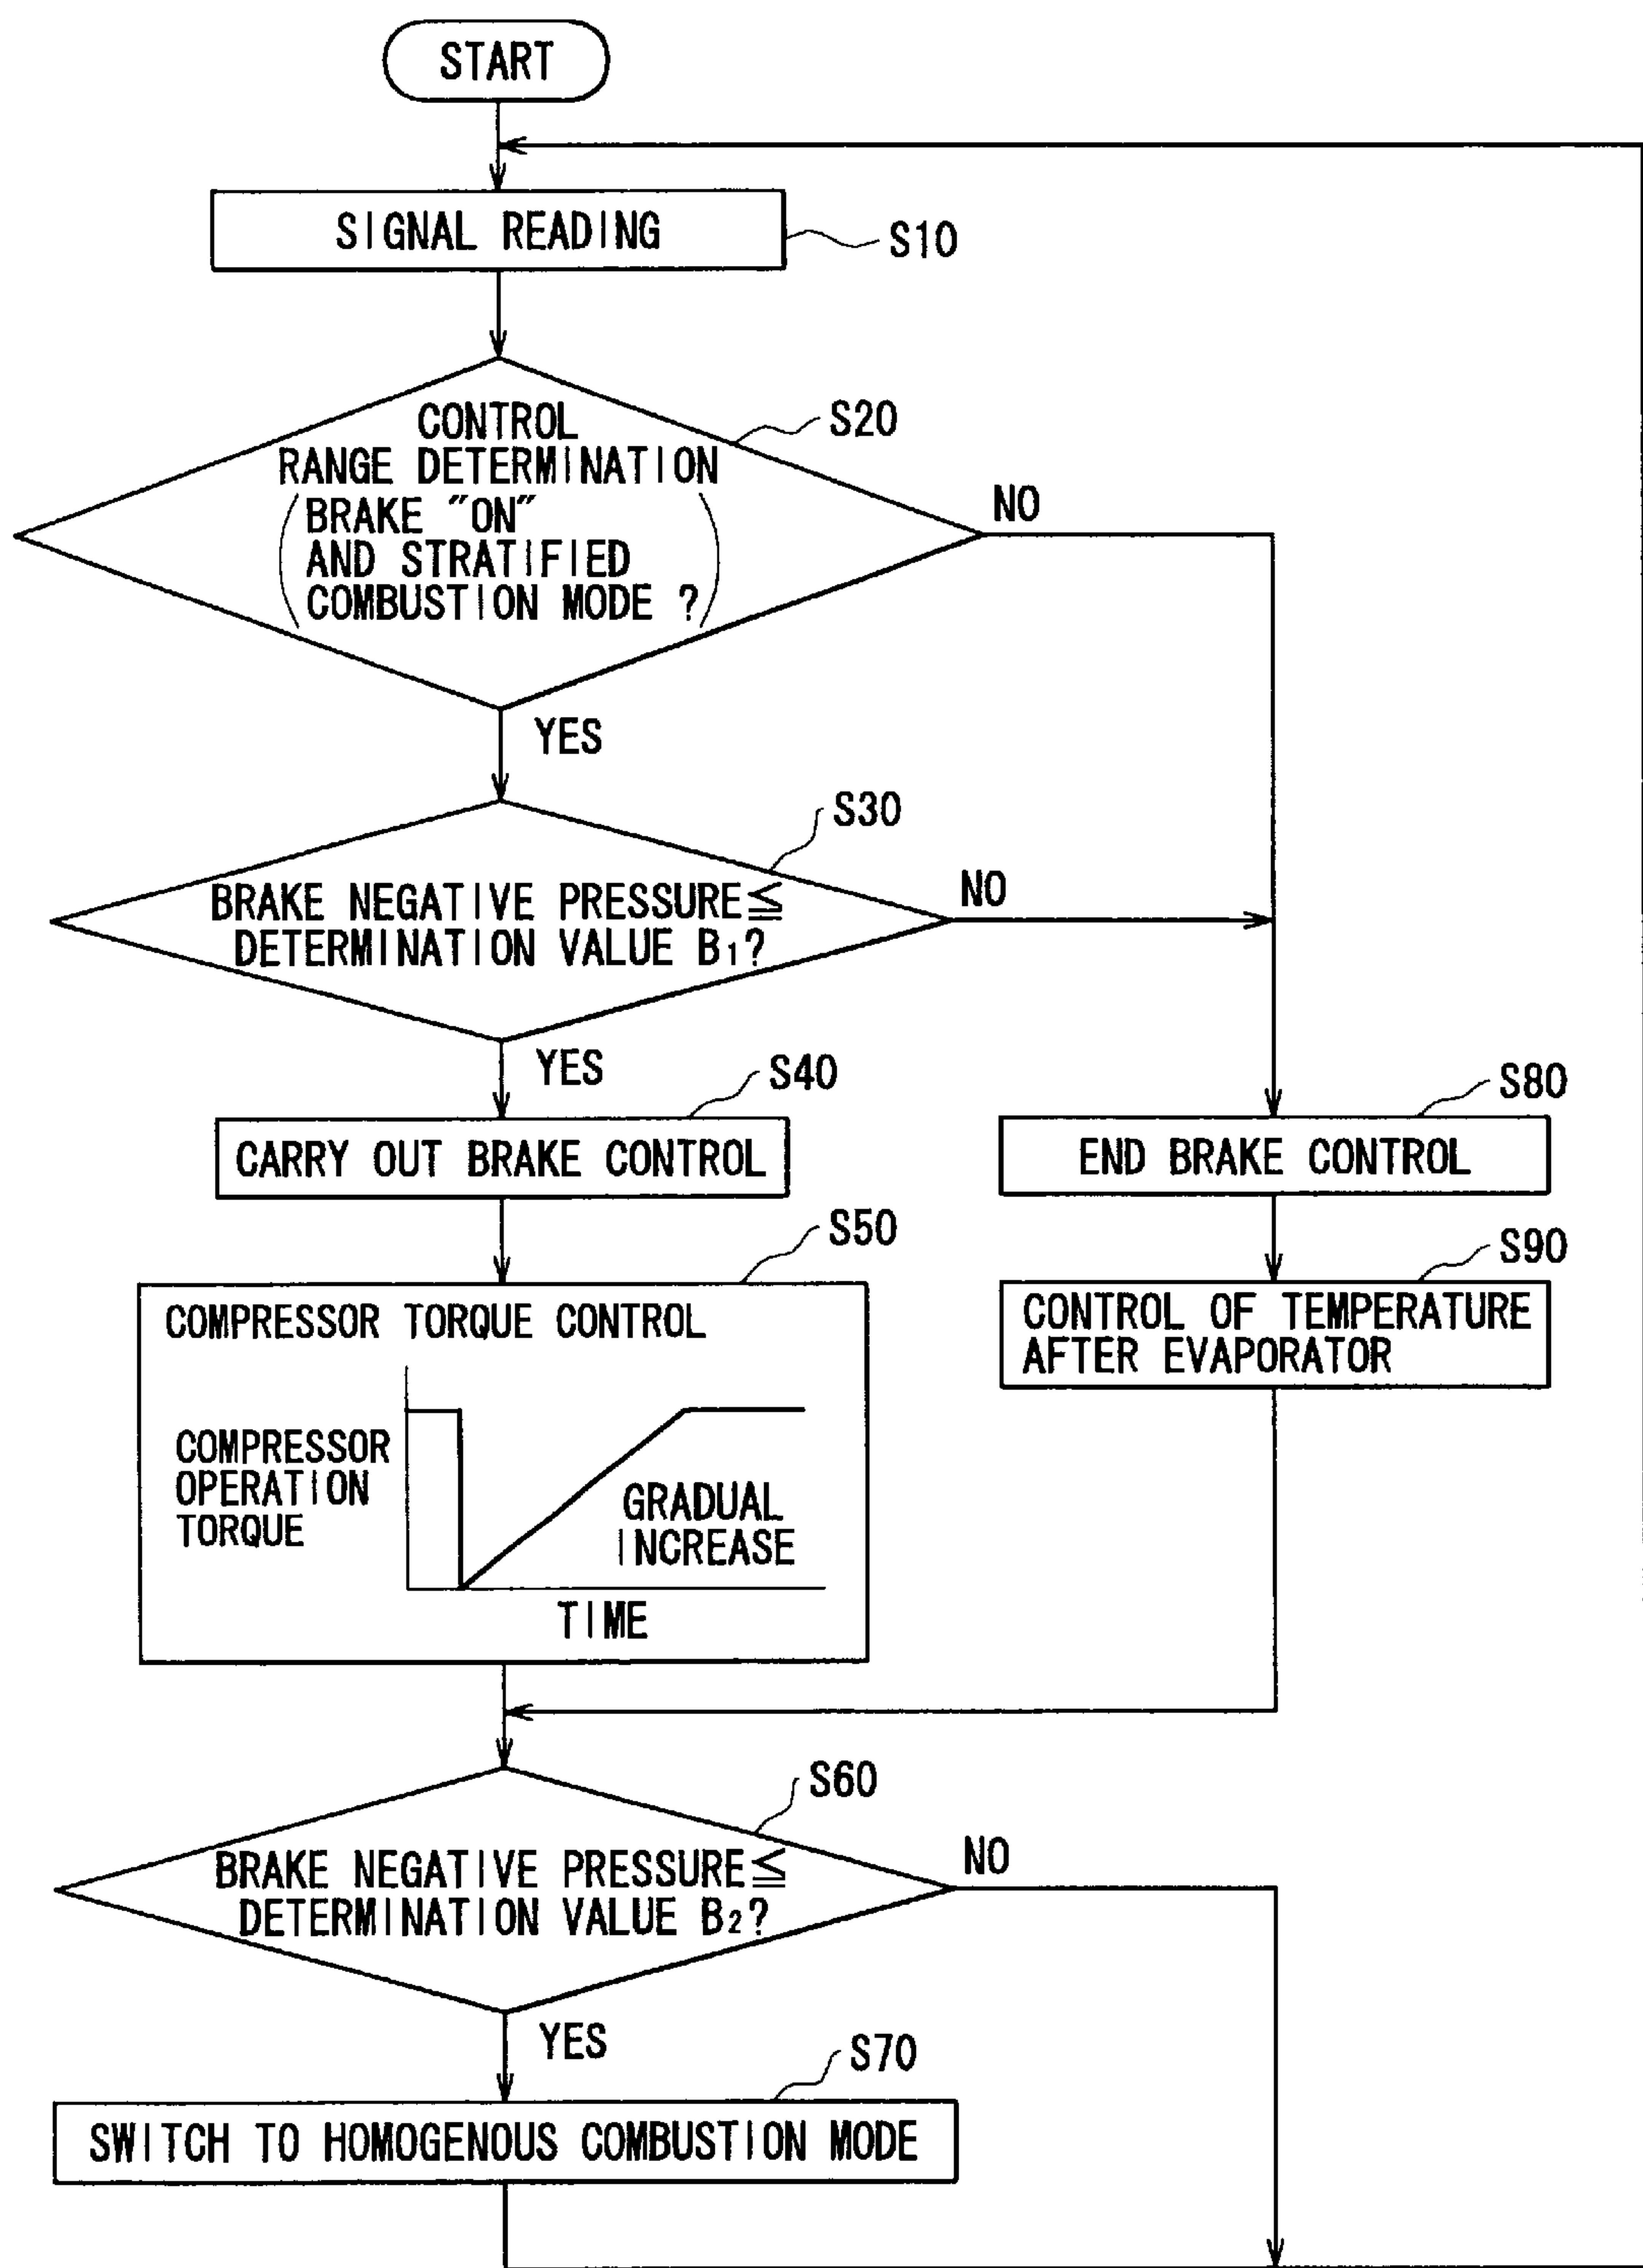 START
SIGNAL READING
S10
CONTROL
RANGE DETERMINATION
BRAKE "ON"
AND STRATIFIED
COMBUSTION MODE ?
S20
NO
YES
BRAKE NEGATIVE PRESSURE≦
DETERMINATION VALUE B₁?
S30
NO
YES
CARRY OUT BRAKE CONTROL
S40
END BRAKE CONTROL
S80
COMPRESSOR TORQUE CONTROL
S50
COMPRESSOR
OPERATION
TORQUE
GRADUAL
INCREASE
TIME
CONTROL OF TEMPERATURE
AFTER EVAPORATOR
S90
BRAKE NEGATIVE PRESSURE≦
DETERMINATION VALUE B₂?
S60
NO
YES
SWITCH TO HOMOGENOUS COMBUSTION MODE
S70